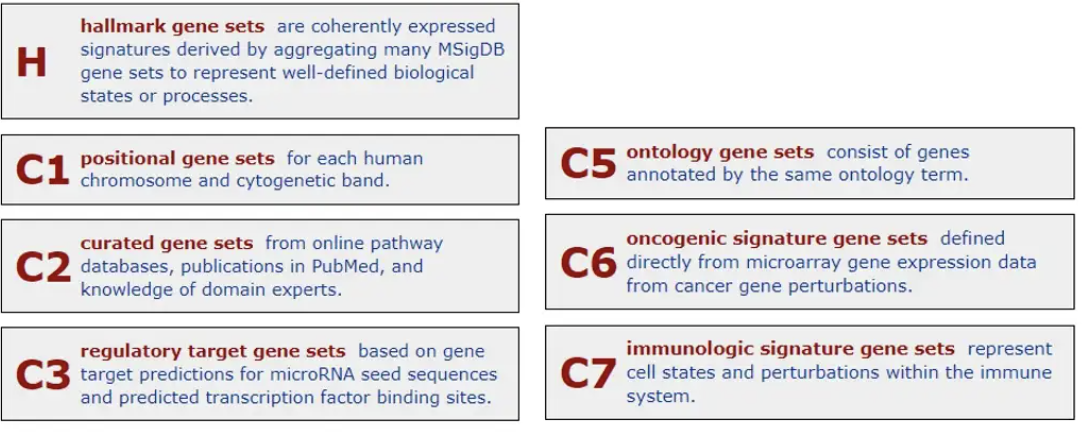 H
hallmark gene sets are coherently expressed
signatures derived by aggregating many MSigDB
gene sets to represent well-defined biological
states or processes.
C1
positional gene sets for each human
chromosome and cytogenetic band.
C2
curated gene sets from online pathway
databases, publications in PubMed, and
knowledge of domain experts.
C3
regulatory target gene sets based on gene
target predictions for microRNA seed sequences
and predicted transcription factor binding sites.
C5
ontology gene sets consist of genes
annotated by the same ontology term.
C6
oncogenic signature gene sets defined
directly from microarray gene expression data
from cancer gene perturbations.
C7
immunologic signature gene sets represent
cell states and perturbations within the immune
system.